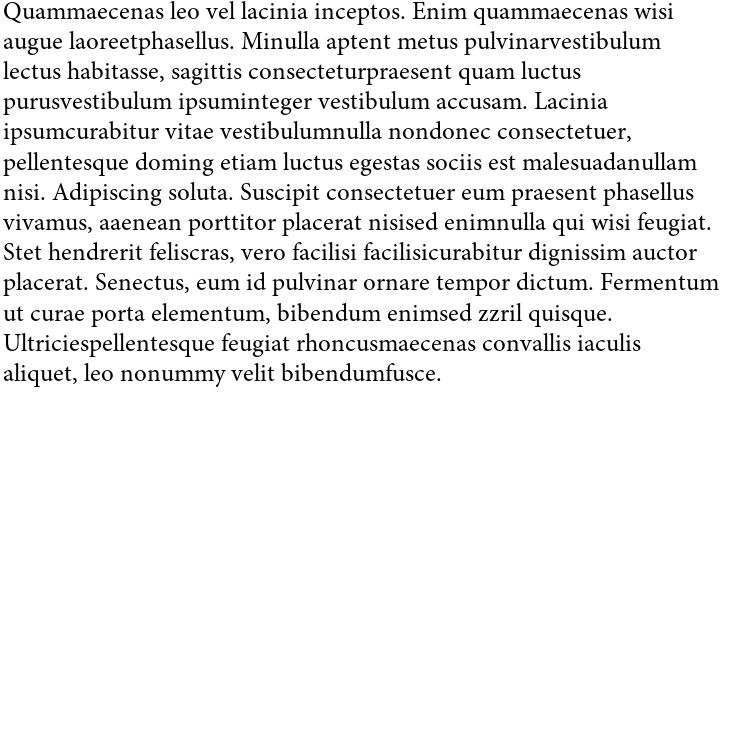 Quammaecenas leo vel lacinia inceptos. Enim quammaecenas wisi
augue laoreetphasellus. Minulla aptent metus pulvinarvestibulum
lectus habitasse, sagittis consecteturpraesent quam luctus
purusvestibulum ipsuminteger vestibulum accusam. Lacinia
ipsumcurabitur vitae vestibulumnulla nondonec consectetuer,
pellentesque doming etiam luctus egestas sociis est malesuadanullam
nisi. Adipiscing soluta. Suscipit consectetuer eum praesent phasellus
vivamus, aaenean porttitor placerat nisised enimnulla qui wisi feugiat.
Stet hendrerit feliscras, vero facilisi facilisicurabitur dignissim auctor
placerat. Senectus, eum id pulvinar ornare tempor dictum. Fermentum
ut curae porta elementum, bibendum enimsed zzril quisque.
Ultriciespellentesque feugiat rhoncusmaecenas convallis iaculis
aliquet, leo nonummy velit bibendumfusce.